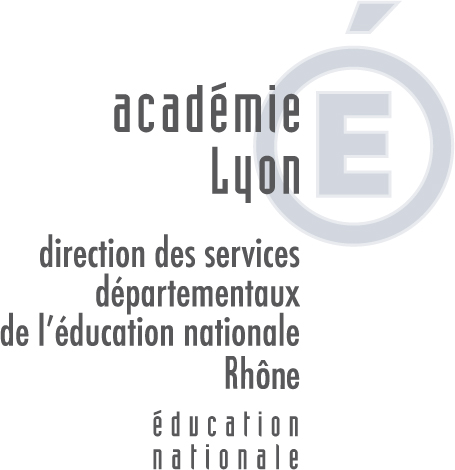 É
académie
Lyon
direction des services
départementaux
de l’éducation nationale
Rhône
éducation
nationale